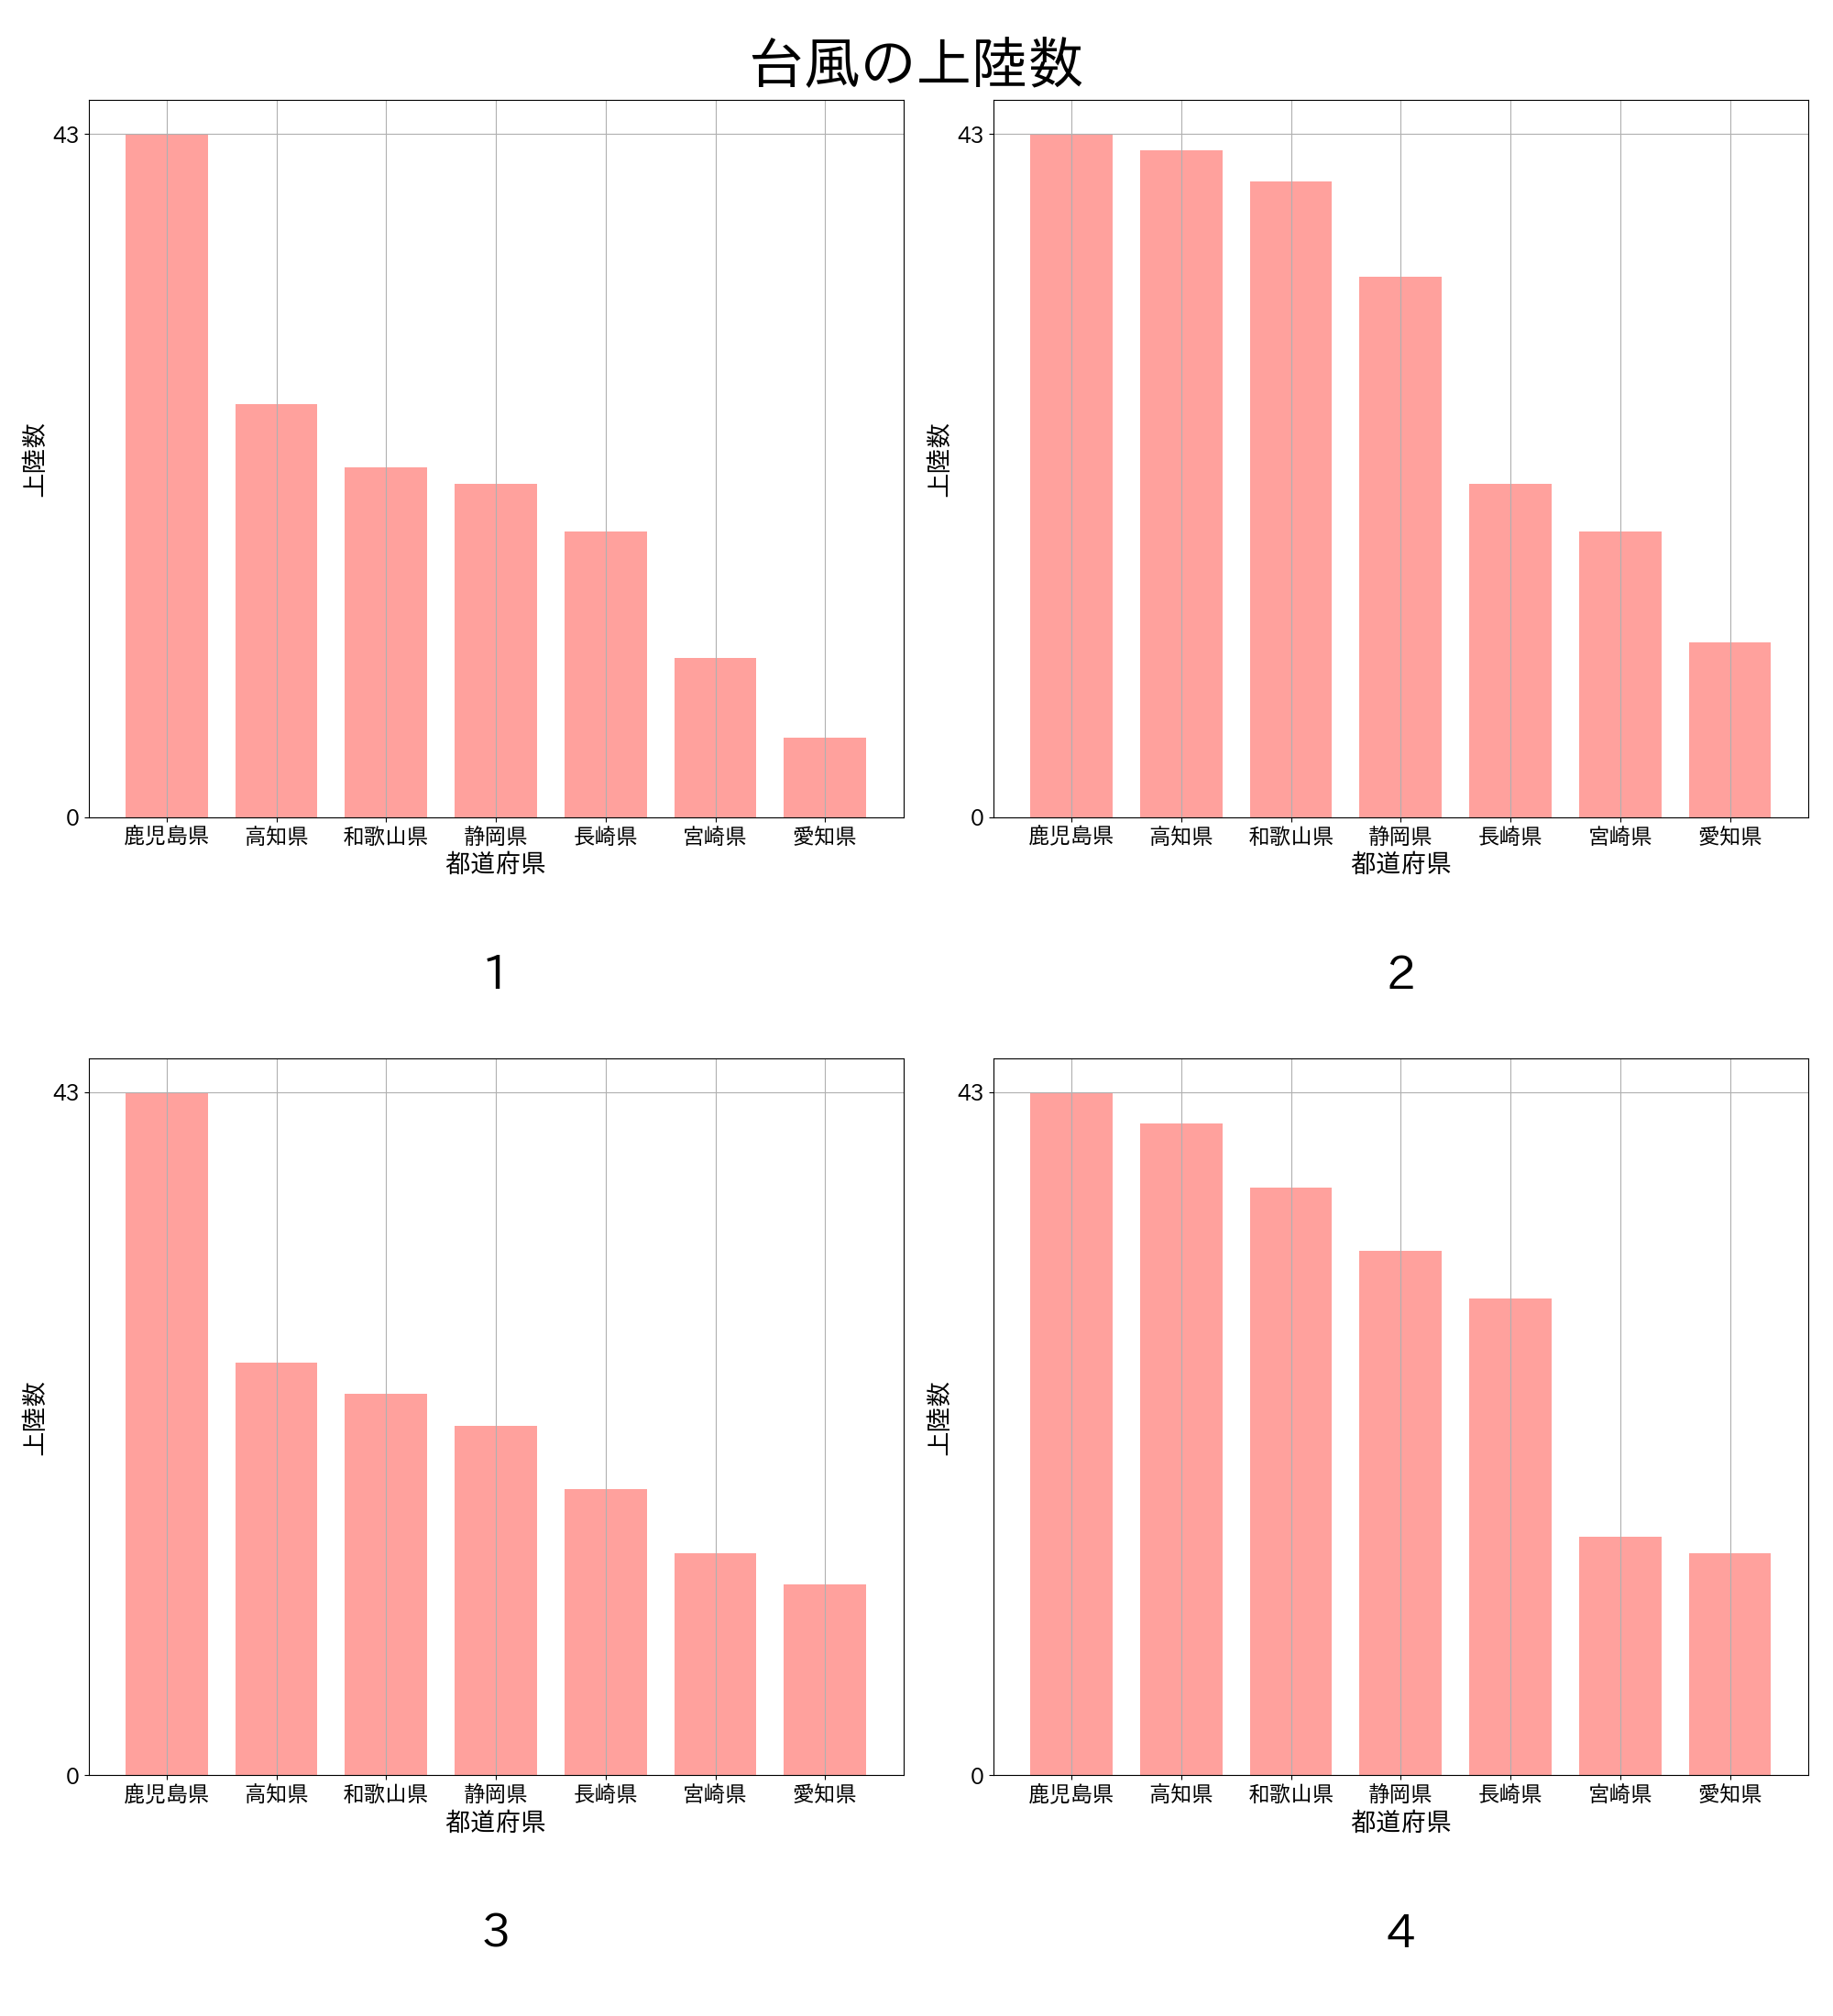 台風の上陸数
43
0
上陸数
鹿児島県 高知県 和歌山県 静岡県 長崎県 宮崎県 愛知県
都道府県
1
43
0
上陸数
鹿児島県 高知県 和歌山県 静岡県 長崎県 宮崎県 愛知県
都道府県
2
43
0
上陸数
鹿児島県 高知県 和歌山県 静岡県 長崎県 宮崎県 愛知県
都道府県
3
43
0
上陸数
鹿児島県 高知県 和歌山県 静岡県 長崎県 宮崎県 愛知県
都道府県
4